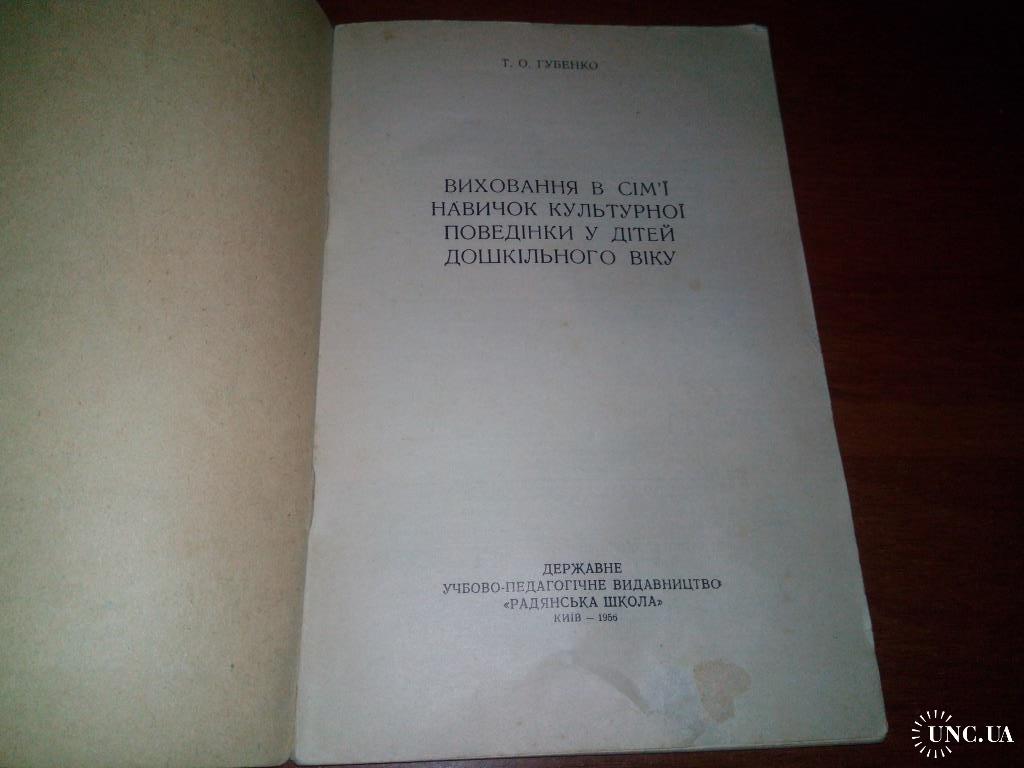 Т. О. ГУБЕНКО
ВИХОВАННЯ В СІМ'Ї
НАВИЧОК КУЛЬТУРНОЇ
ПОВЕДІНКИ У ДІТЕЙ
ДОШКІЛЬНОГО ВІКУ
ДЕРЖАВНЕ
УЧБОВО-ПЕДАГОГІЧНЕ ВИДАВНИЦТВО
«РАДЯНСЬКА ШКОЛА»
КИЇВ — 1956
UNC.UA